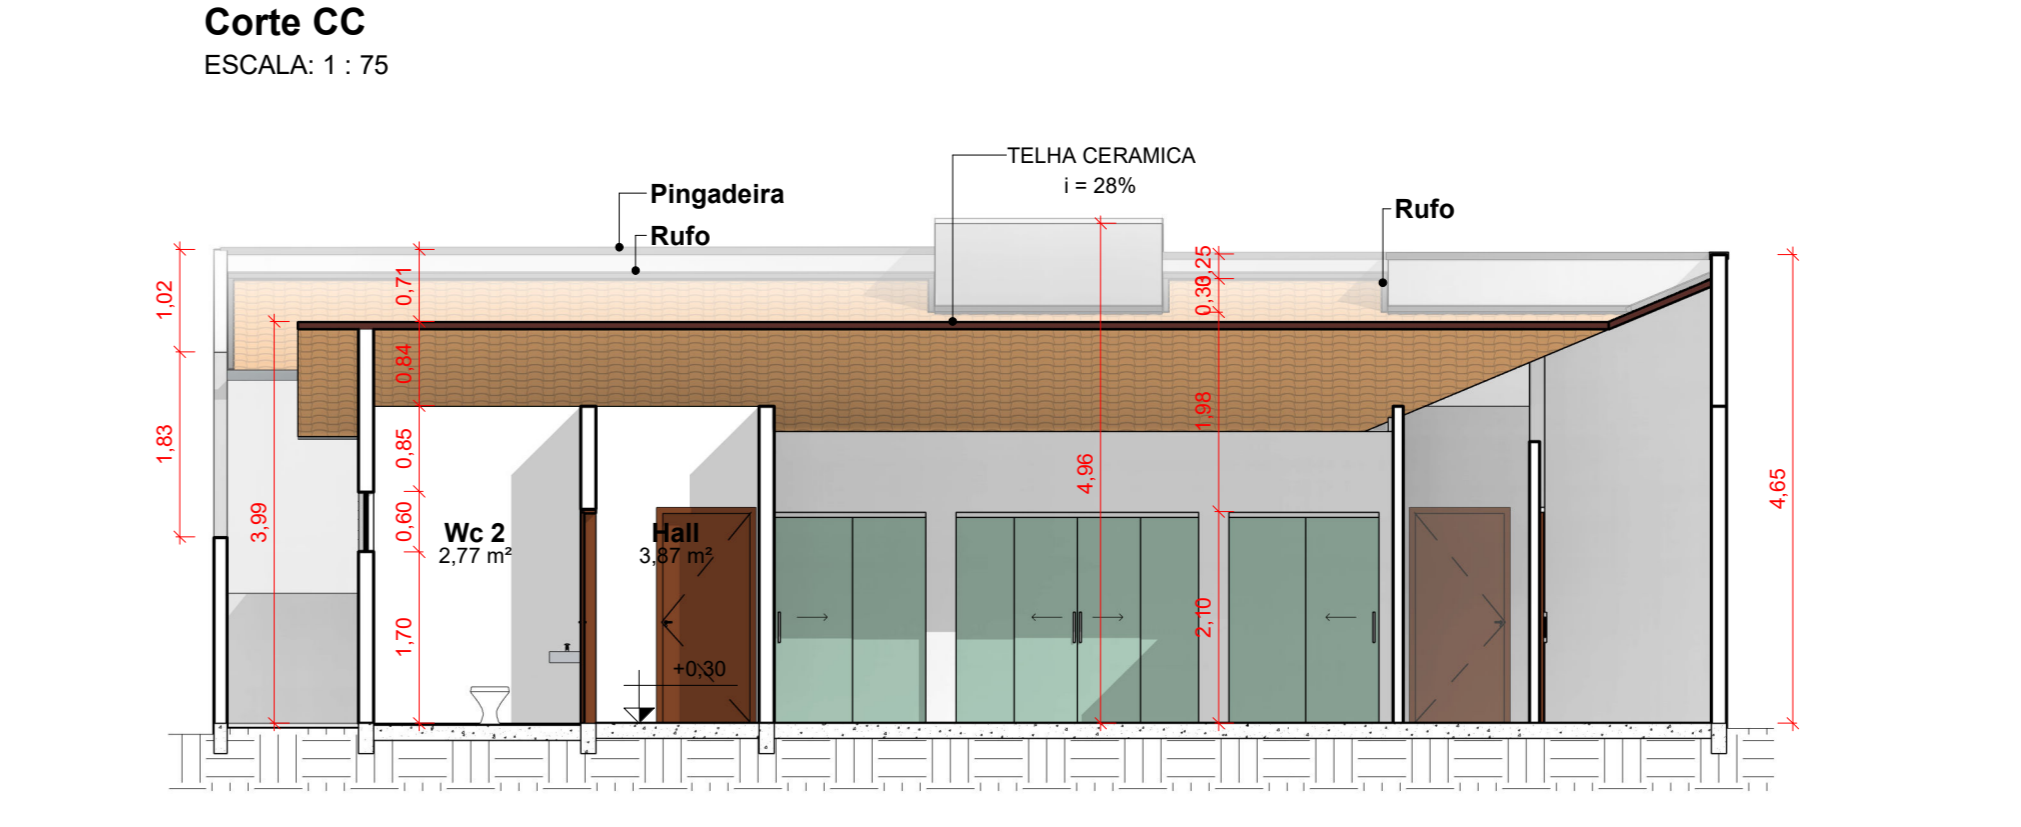 Corte CC
ESCALA: 1 : 75
TELHA CERAMICA
i = 28%
Pingadeira
Rufo
Rufo
1,02
1,83
3,99
0,71
0,84
0,85
0,60
1,70
Wc 2
2,77 m²
Hall
3,87 m²
+0,30
4,96
0,25
0,30
1,98
2,10
4,65